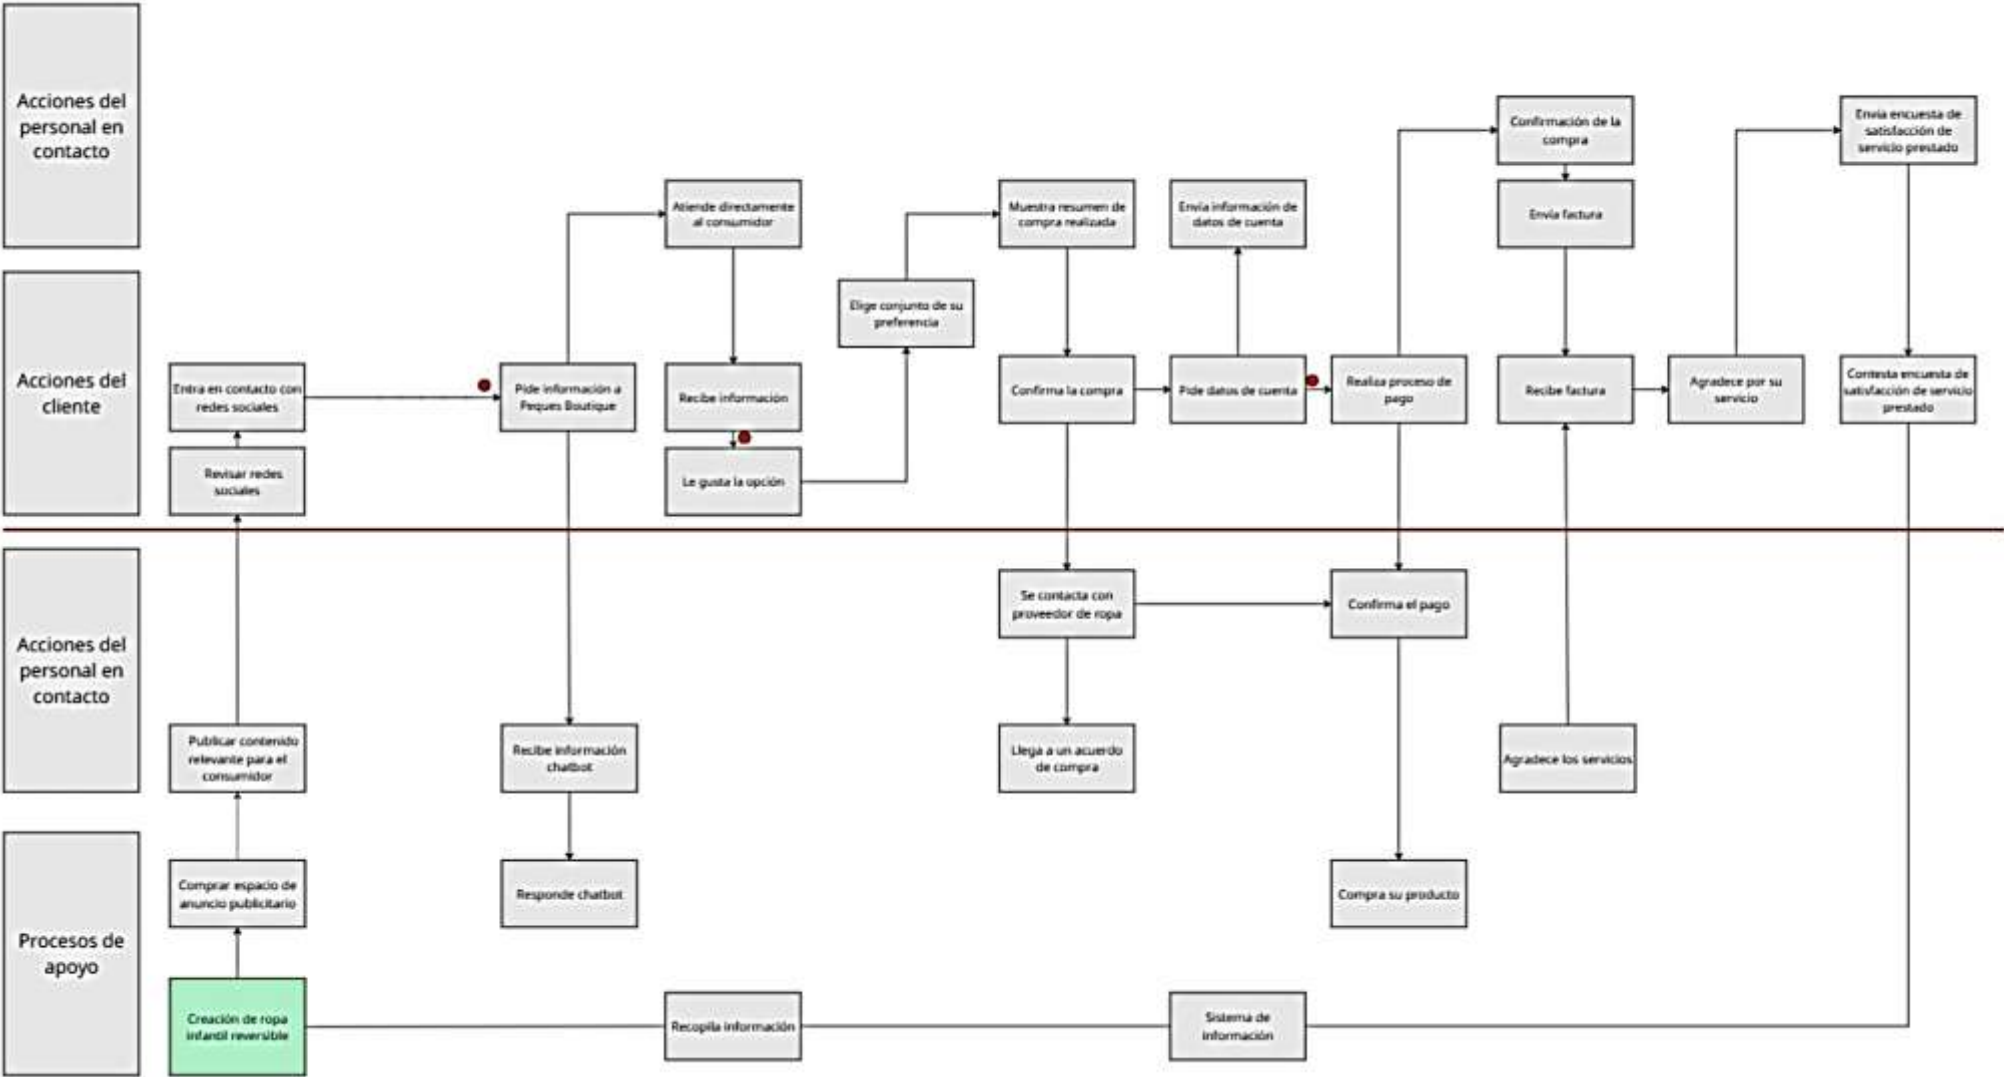 Acciones del
personal en
contacto
Confirmación de la
compra
Envia encuesta de
satisfacción de
servicio prestado
Atiende directamente
al consumidor
Muestra resumen de
compra realizada
Envia información de
datos de cuenta
Envia factura
Acciones del
cliente
Elige conjunto de su
preferencia
Entra en contacto con
redes sociales
Pide información a
Peques Boutique
Recibe información
Confirma la compra
Pide datos de cuenta
Realiza proceso de
pago
Recibe factura
Agradece por su
servicio
Contesta encuesta de
satisfacción de servicio
prestado
Revisar redes
sociales
Le gusta la opción
Acciones del
personal en
contacto
Se contacta con
proveedor de ropa
Confirma el pago
Publicar contenido
relevante para el
consumidor
Recibe información
chatbot
Llega a un acuerdo
de compra
Agradece los servicios
Procesos de
apoyo
Comprar espacio de
anuncio publicitario
Responde chatbot
Compra su producto
Creación de ropa
infantil reversible
Recopila información
Sistema de
información